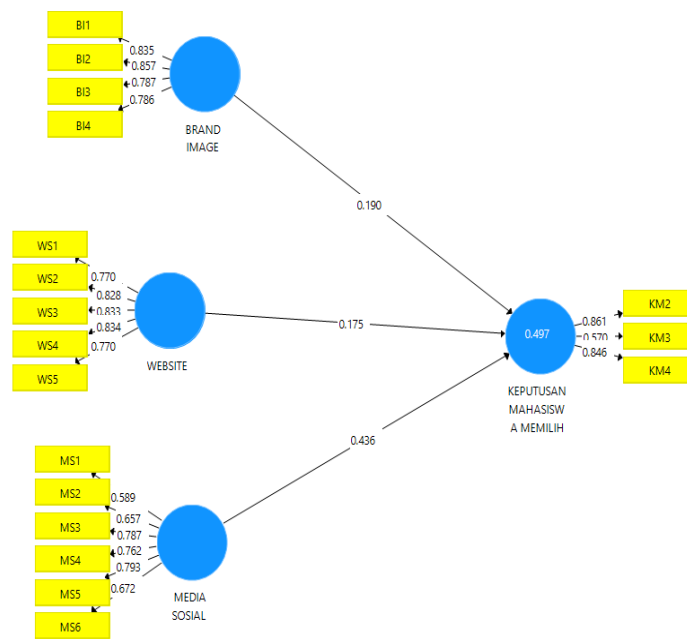 BI1
BI2
BI3
BI4
0.835
0.857
0.787
0.786
BRAND
IMAGE
0.190
WS1
WS2
WS3
WS4
WS5
0.770
0.828
0.833
0.834
0.770
WEBSITE
0.175
MS1
MS2
MS3
MS4
MS5
MS6
0.589
0.657
0.787
0.762
0.793
0.672
MEDIA
SOSIAL
0.436
0.497
KEPUTUSAN
MAHASISW
A MEMILIH
0.861
0.570
0.846
KM2
KM3
KM4